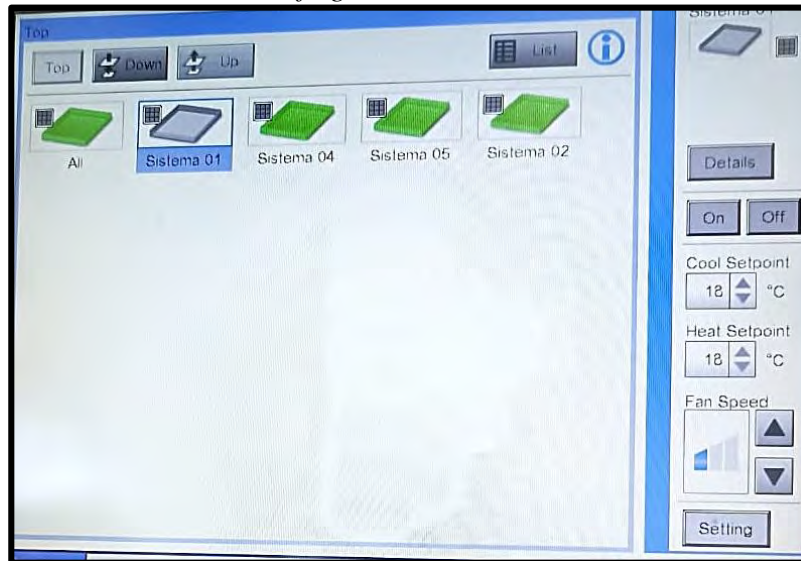 Top
Top
Down
Up
List
All
Sistema 01
Sistema 04
Sistema 05
Sistema 02
Details
On
Off
Cool Setpoint
18
°C
Heat Setpoint
18
°C
Fan Speed
Setting